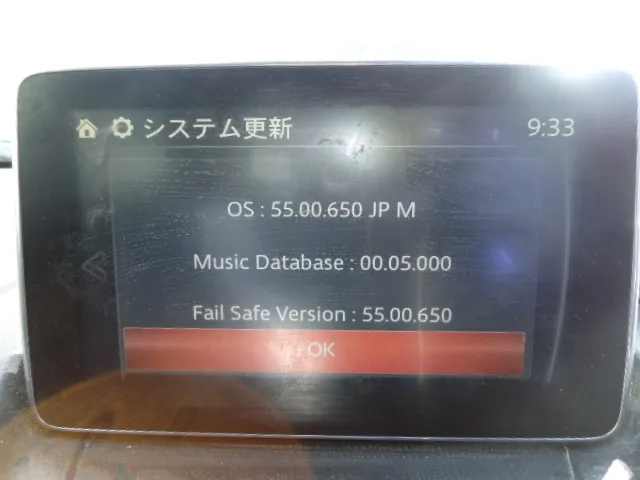 システム更新 9:33
OS : 55.00.650 JP M
Music Database : 00.05.000
Fail Safe Version : 55.00.650
OK